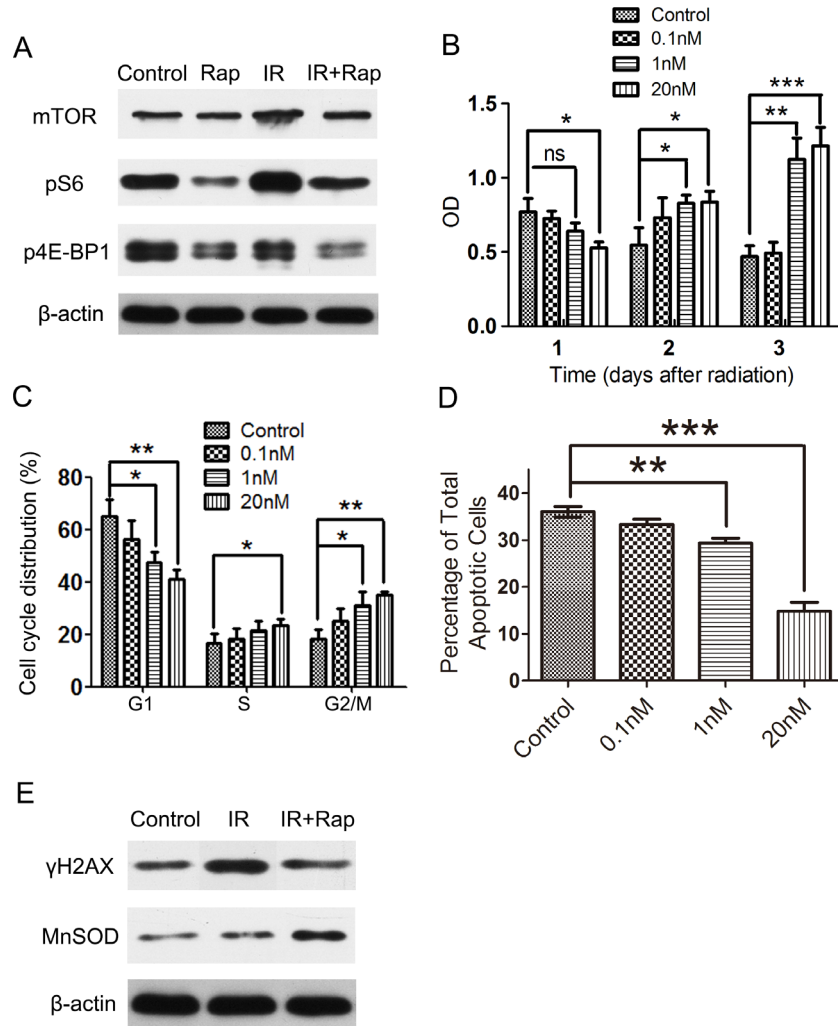 A
Control Rap IR IR+Rap
mTOR
pS6
p4E-BP1
β-actin
B
Control
0.1nM
1nM
20nM
OD
1.5
1.0
0.5
0.0
*
ns
*
*
***
**
1 2 3
Time (days after radiation)
C
Control
0.1nM
1nM
20nM
Cell cycle distribution (%)
80
60
40
20
0
**
*
*
**
*
G1 S G2/M
D
Percentage of Total
Apoptotic Cells
40
30
20
10
0
***
**
Control 0.1nM 1nM 20nM
E
Control IR IR+Rap
γH2AX
MnSOD
β-actin